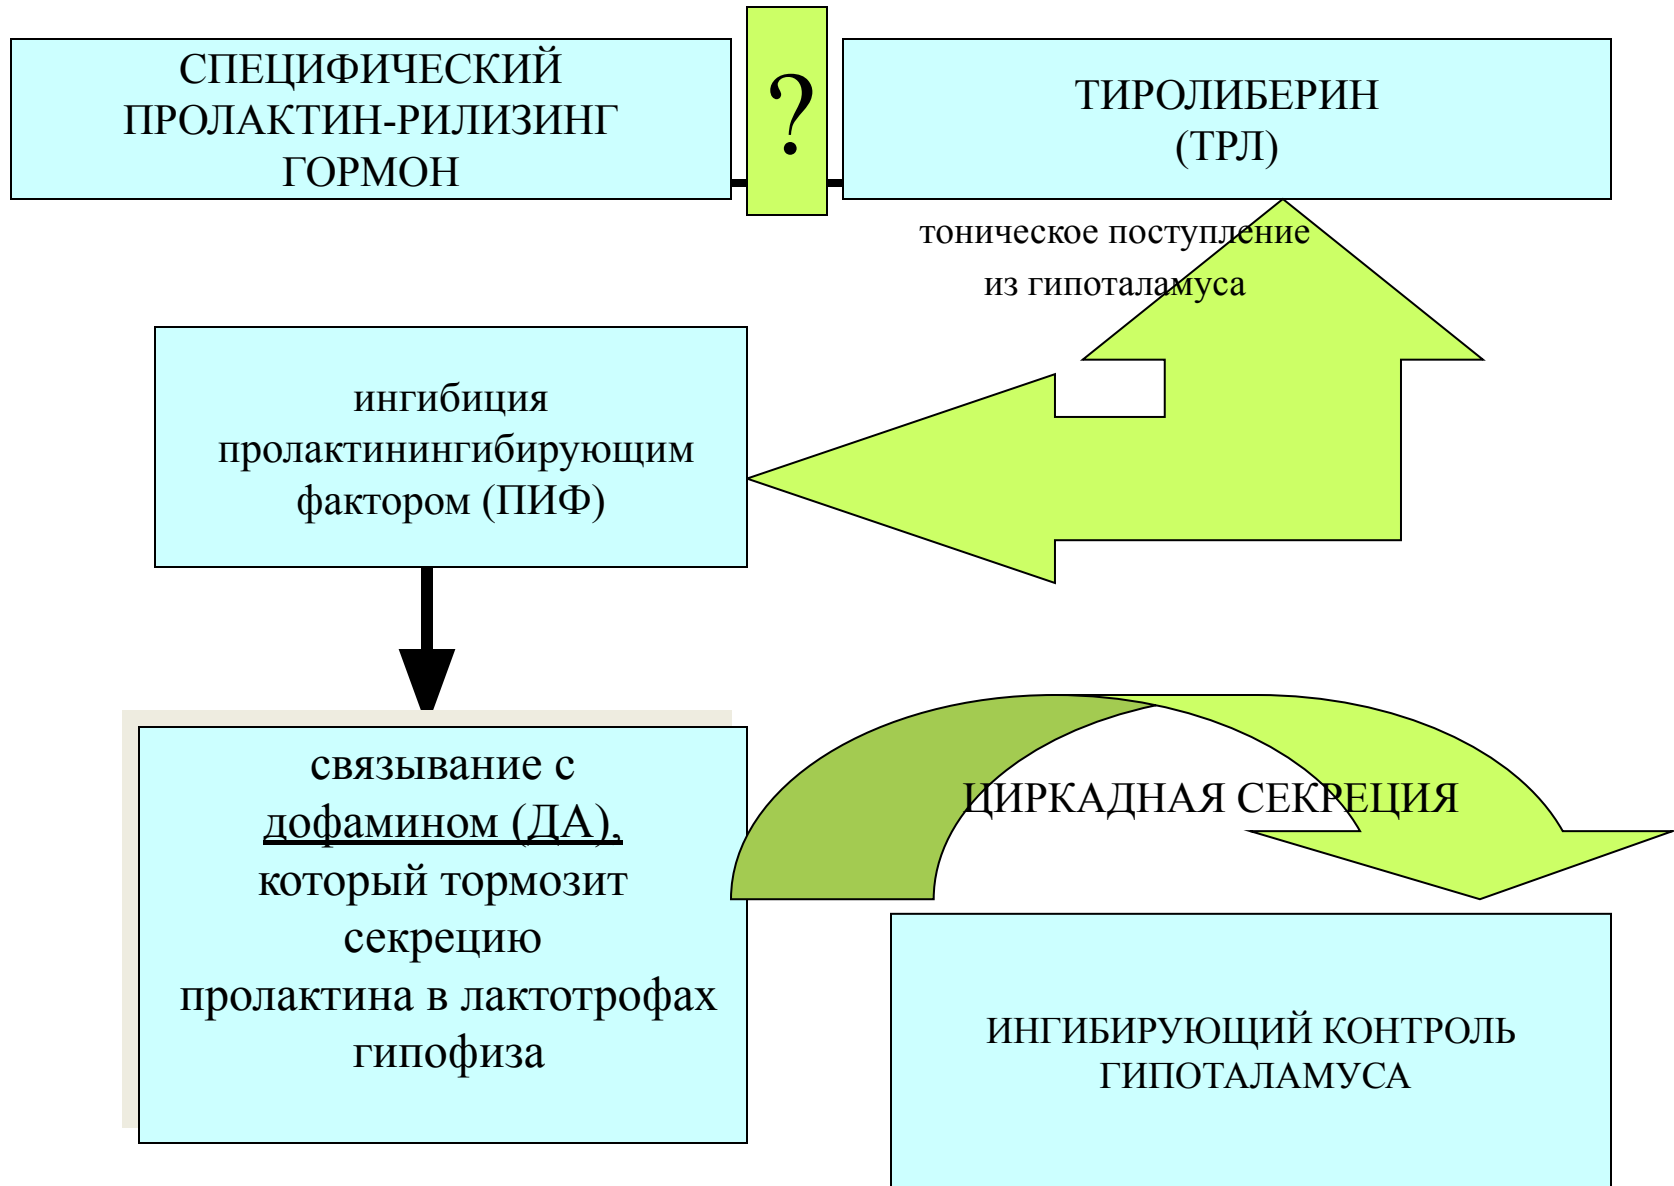 СПЕЦИФИЧЕСКИЙ
ПРОЛАКТИН-РИЛИЗИНГ
ГОРМОН
?
ТИРОЛИБЕРИН
(ТРЛ)
тоническое поступление
из гипоталамуса
ингибиция
пролактинингибирующим
фактором (ПИФ)
связывание с
дофамином (ДА),
который тормозит
секрецию
пролактина в лактотрофах
гипофиза
ЦИРКАДНАЯ СЕКРЕЦИЯ
ИНГИБИРУЮЩИЙ КОНТРОЛЬ
ГИПОТАЛАМУСА